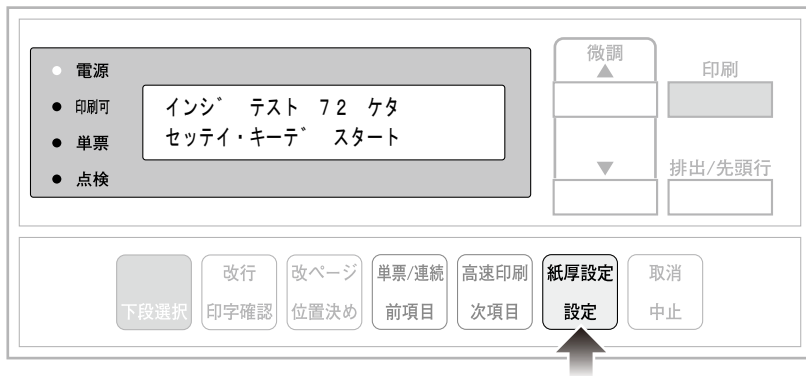 電源
印刷可
単票
点検
インジ゛ テスト 72 ケタ
セッテイ・キーデ゛ スタート
微調
▲
▼
印刷
排出/先頭行
下段選択
改行
印字確認
改ページ
位置決め
単票/連続
前項目
高速印刷
次項目
紙厚設定
設定
取消
中止